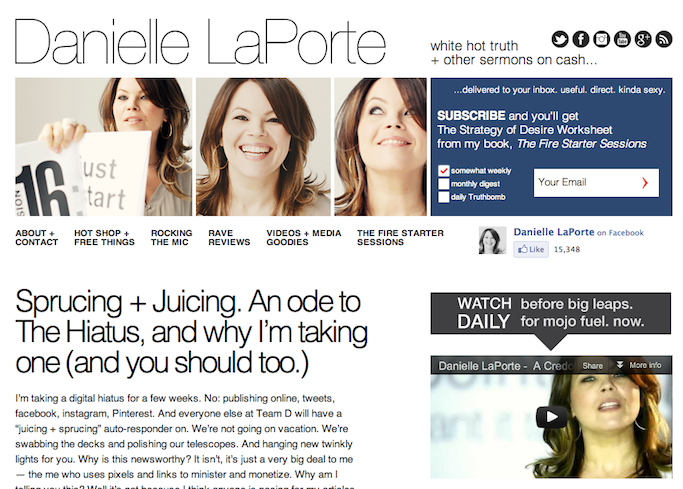 Danielle LaPorte
white hot truth
+ other sermons on cash...
...delivered to your inbox. useful. direct. kinda sexy.
SUBSCRIBE and you'll get
The Strategy of Desire Worksheet
from my book, The Fire Starter Sessions
somewhat weekly
monthly digest
daily Truthbomb
Your Email
16:
ust
tart
ABOUT +
CONTACT
HOT SHOP +
FREE THINGS
ROCKING
THE MIC
RAVE
REVIEWS
VIDEOS + MEDIA
GOODIES
THE FIRE STARTER
SESSIONS
Danielle LaPorte on Facebook
Like 15,348
Sprucing + Juicing. An ode to
The Hiatus, and why I'm taking
one (and you should too.)
I'm taking a digital hiatus for a few weeks. No: publishing online, tweets,
facebook, instagram, Pinterest. And everyone else at Team D will have a
"juicing + sprucing" auto-responder on. We're not going on vacation. We're
swabbing the decks and polishing our telescopes. And hanging new twinkly
lights for you. Why is this newsworthy? It isn't, it's just a very big deal to me
— the me who uses pixels and links to minister and monetize. Why am I
WATCH DAILY
before big leaps.
for mojo fuel. now.
Danielle LaPorte - A Credo
Share
More info